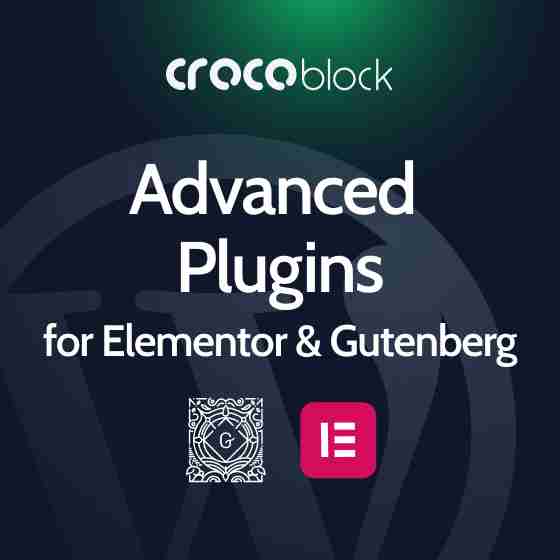 crocoblock
Advanced
Plugins
for Elementor & Gutenberg
G